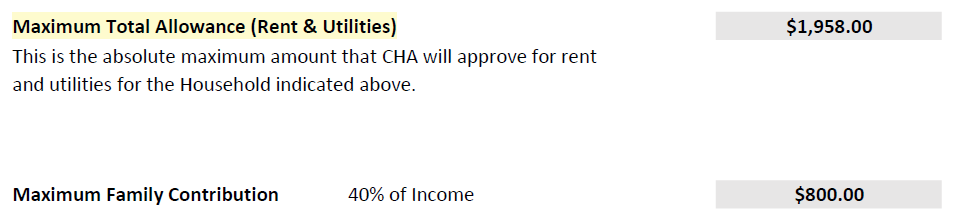 Maximum Total Allowance (Rent & Utilities) $1,958.00
This is the absolute maximum amount that CHA will approve for rent
and utilities for the Household indicated above.
Maximum Family Contribution 40% of Income $800.00